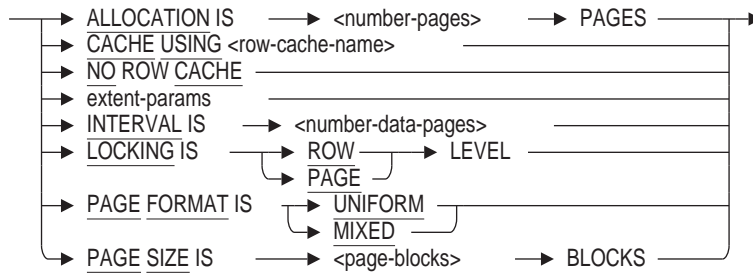 ALLOCATION IS <number-pages> PAGES
CACHE USING <row-cache-name>
NO ROW CACHE
extent-params
INTERVAL IS <number-data-pages>
LOCKING IS ROW LEVEL
PAGE
PAGE FORMAT IS UNIFORM
MIXED
PAGE SIZE IS <page-blocks> BLOCKS